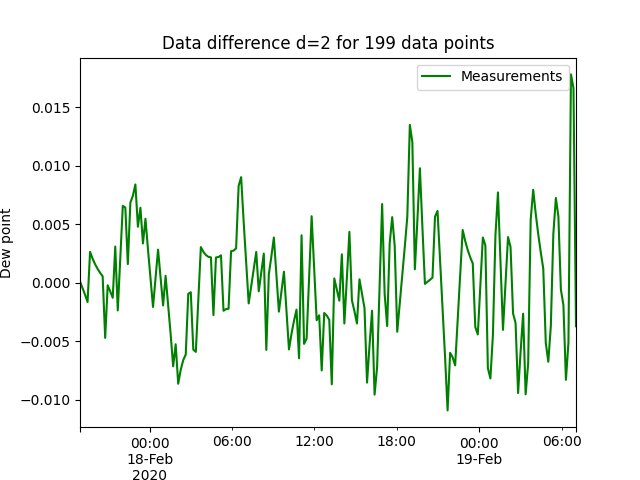 Data difference d=2 for 199 data points
Measurements
Dew point
0.015
0.010
0.005
0.000
−0.005
−0.010
00:00 06:00 12:00 18:00 00:00 06:00
18-Feb 19-Feb
2020